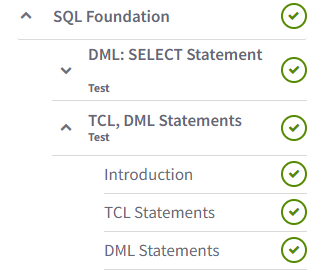 SQL Foundation
DML: SELECT Statement
Test
TCL, DML Statements
Test
Introduction
TCL Statements
DML Statements